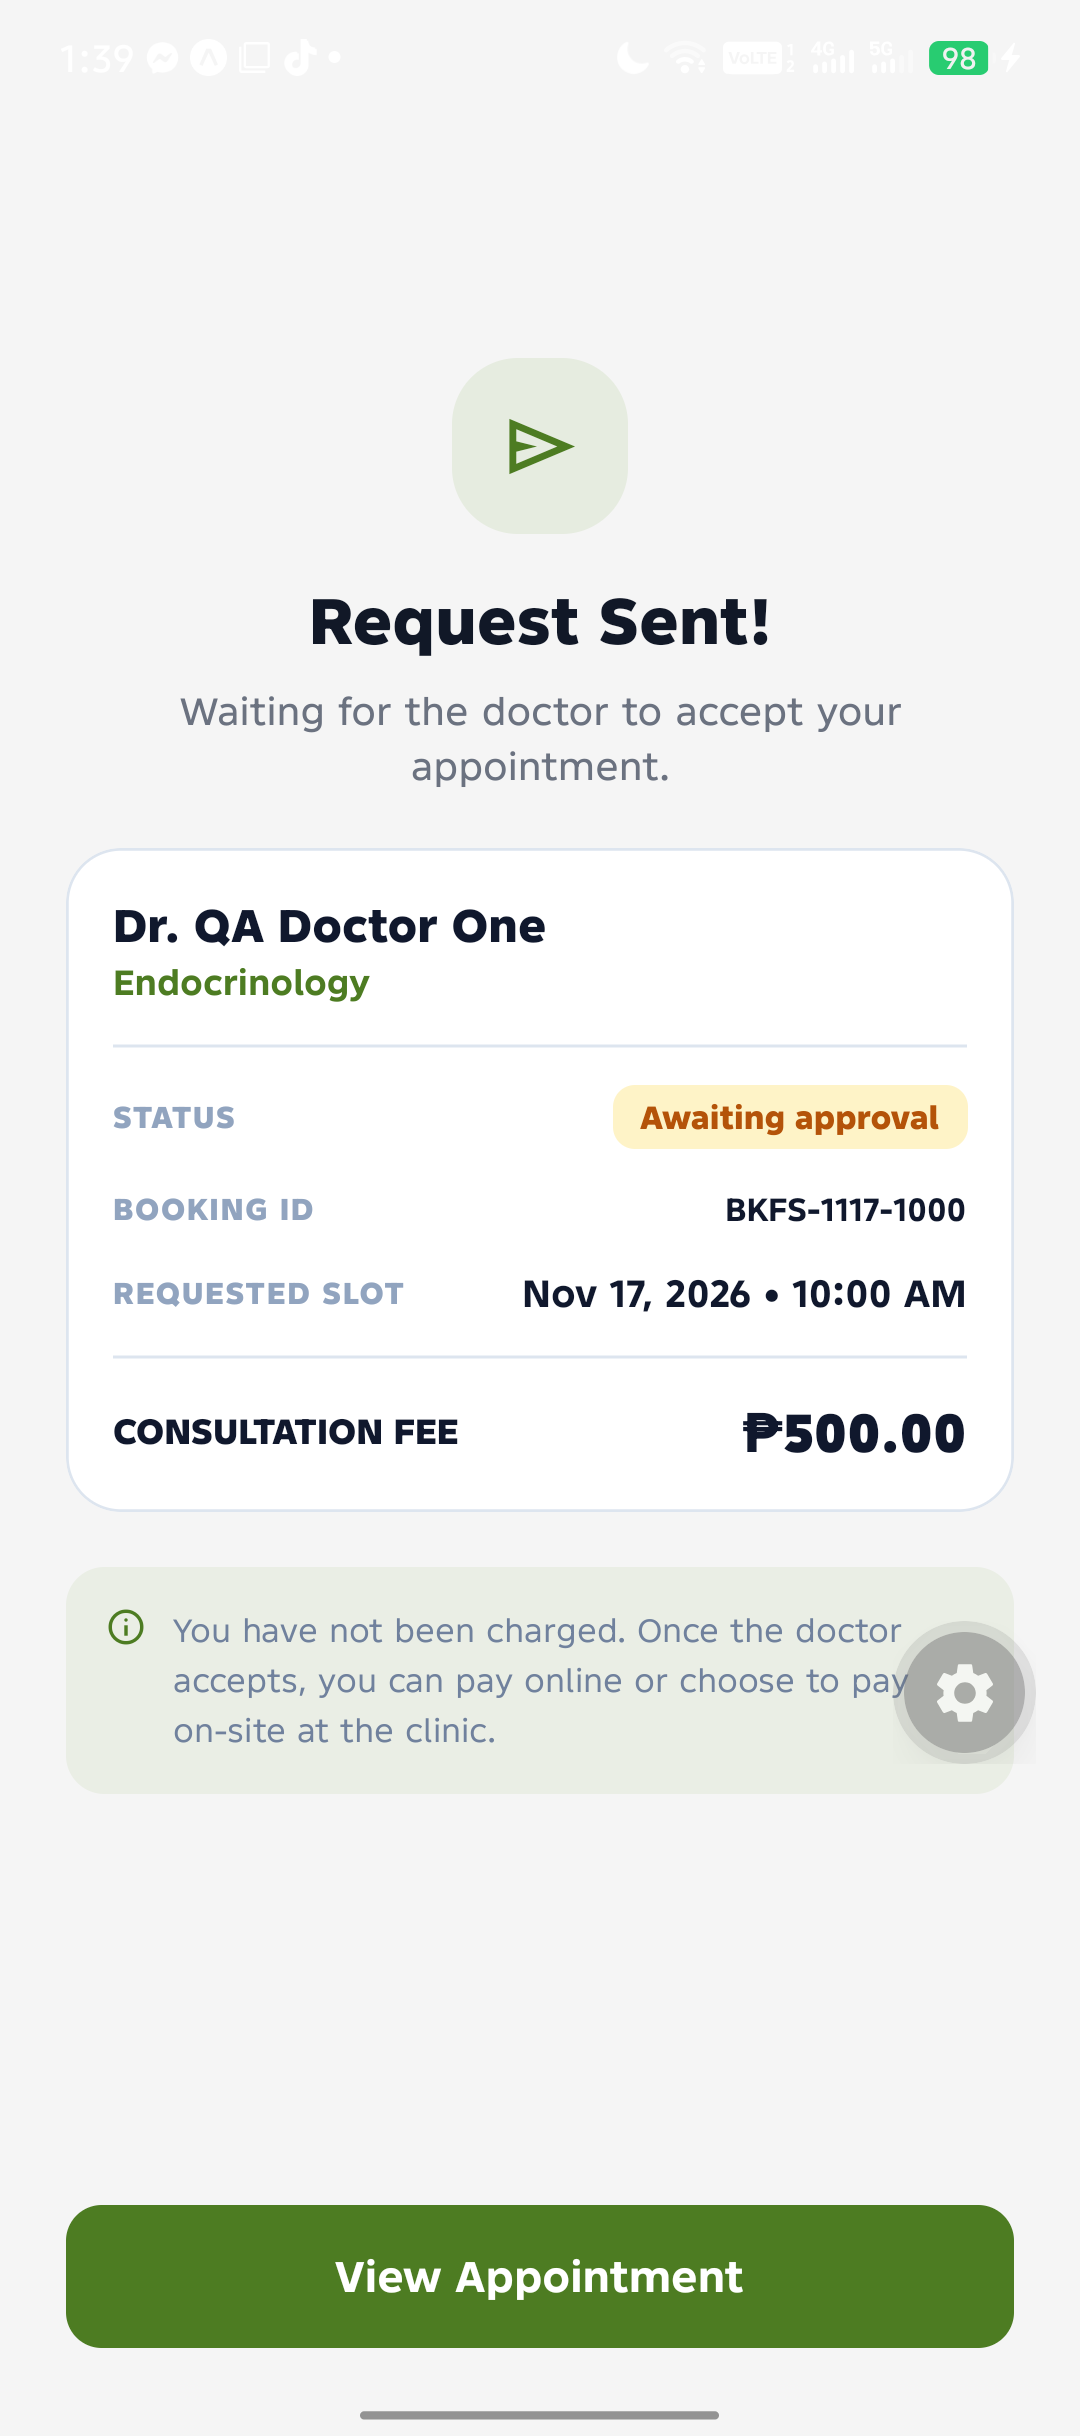 1:39
VoLTE 1 2 4G 5G 98
Request Sent!
Waiting for the doctor to accept your
appointment.
Dr. QA Doctor One
Endocrinology
STATUS Awaiting approval
BOOKING ID BKFS-1117-1000
REQUESTED SLOT Nov 17, 2026 • 10:00 AM
CONSULTATION FEE ₱500.00
You have not been charged. Once the doctor
accepts, you can pay online or choose to pay
on-site at the clinic.
View Appointment